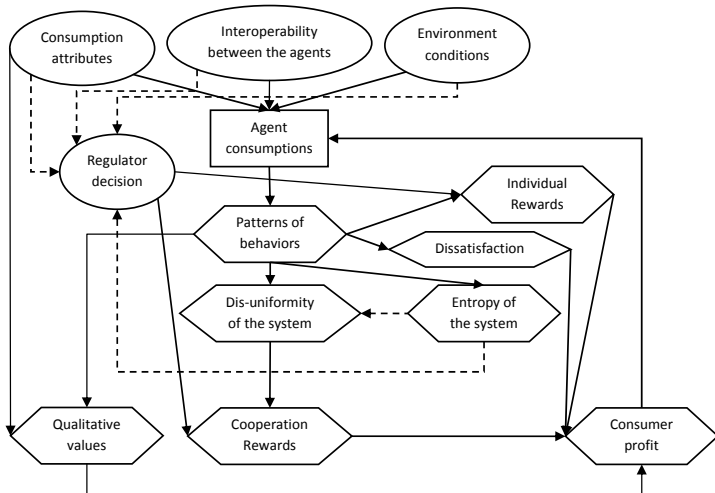 Consumption
attributes
Interoperability
between the agents
Environment
conditions
Agent
consumptions
Regulator
decision
Individual
Rewards
Patterns of
behaviors
Dissatisfaction
Dis-uniformity
of the system
Entropy of
the system
Qualitative
values
Cooperation
Rewards
Consumer
profit